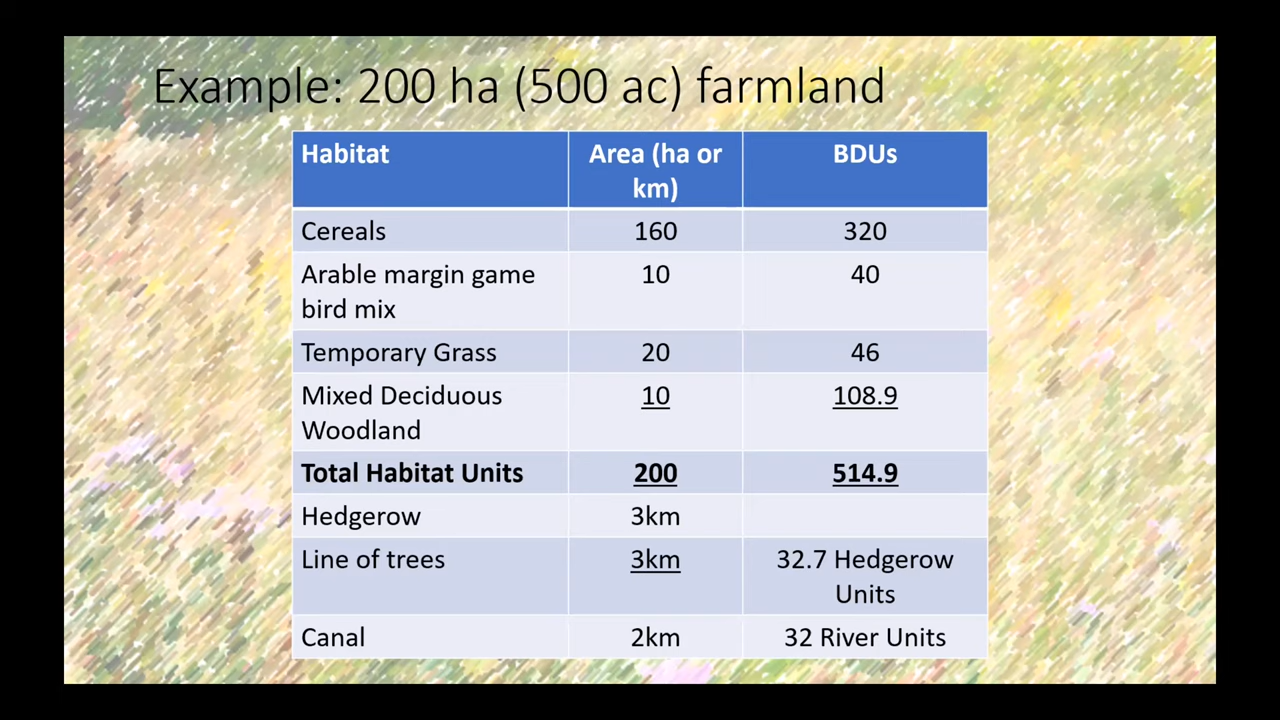 Example: 200 ha (500 ac) farmland
Habitat
Area (ha or
km)
BDUs
Cereals
160
320
Arable margin game
bird mix
10
40
Temporary Grass
20
46
Mixed Deciduous
Woodland
10
108.9
Total Habitat Units
200
514.9
Hedgerow
3km
Line of trees
3km
32.7 Hedgerow
Units
Canal
2km
32 River Units